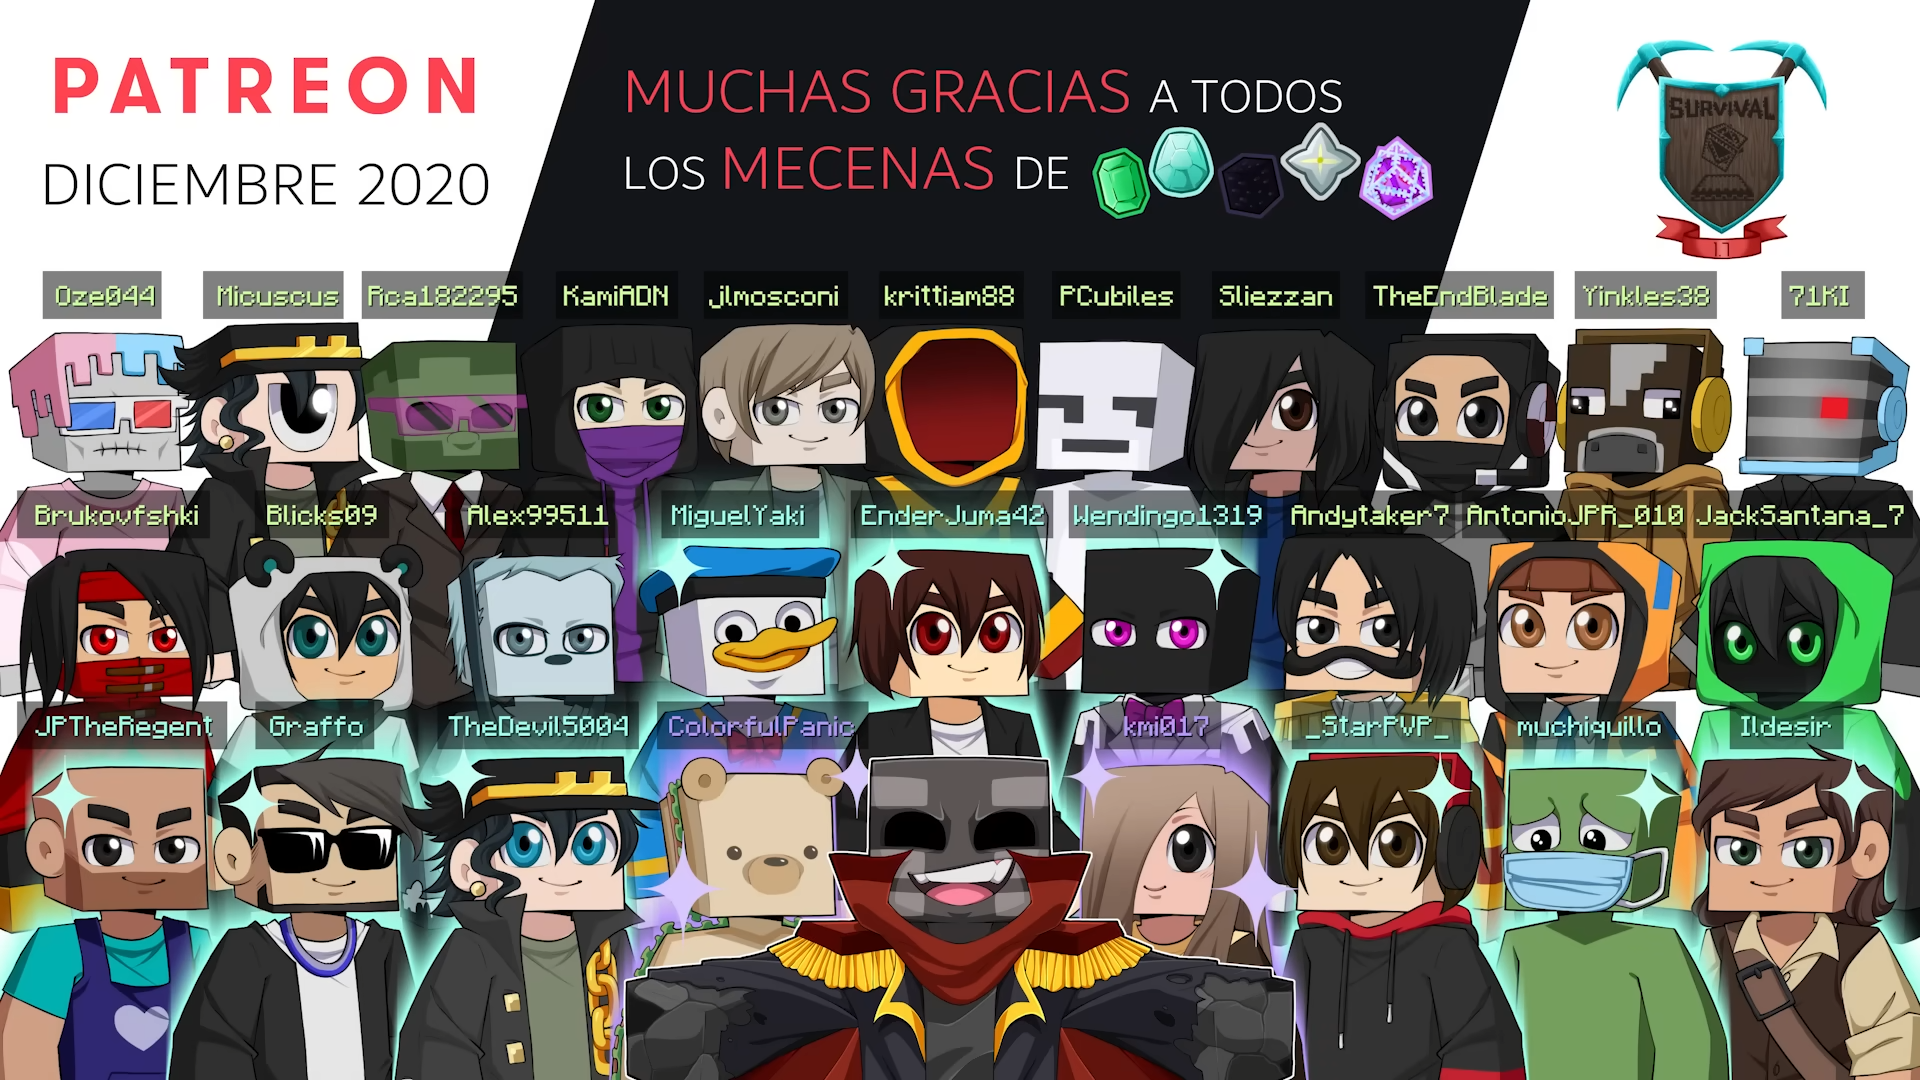 PATREON
DICIEMBRE 2020
MUCHAS GRACIAS A TODOS
LOS MECENAS DE
SURVIVAL
1.1
Oze044 Micuscus Rca182295 KamiADN jlmosconi krittiam88 PCubiles Sliezzan TheEndBlade Yinkles38 71KI
Brukovfshki Blicks09 Alex99511 MiguelYaki EnderJuma42 Wendingo1319 Andytaker7 AntonioJPR_010 JackSantana_7
JPTheRegent Graffo TheDevil5004 ColorfulPanic kmi017 _StarPVP_ muchiquillo Ildesir